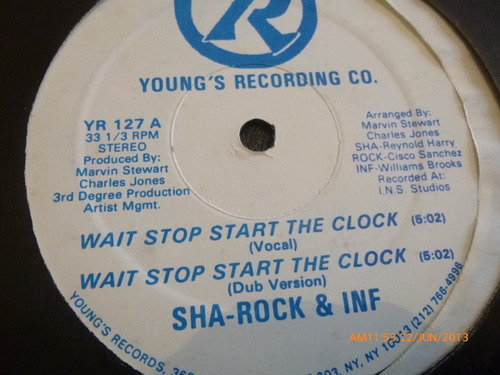 R
YOUNG'S RECORDING CO.
YR 127 A
33 1/3 RPM
STEREO
Produced By:
Marvin Stewart
Charles Jones
3rd Degree Production
Artist Mgmt.
Arranged By:
Marvin Stewart
Charles Jones
SHA-Reynold Harry
ROCK-Cisco Sanchez
INF-Williams Brooks
Recorded At:
I.N.S. Studios
WAIT STOP START THE CLOCK (5:02)
(Vocal)
WAIT STOP START THE CLOCK (5:02)
(Dub Version)
SHA-ROCK & INF
YOUNG'S RECORDS, NY, NY (212) 766-4996
AM11:53 22/JUN/2013